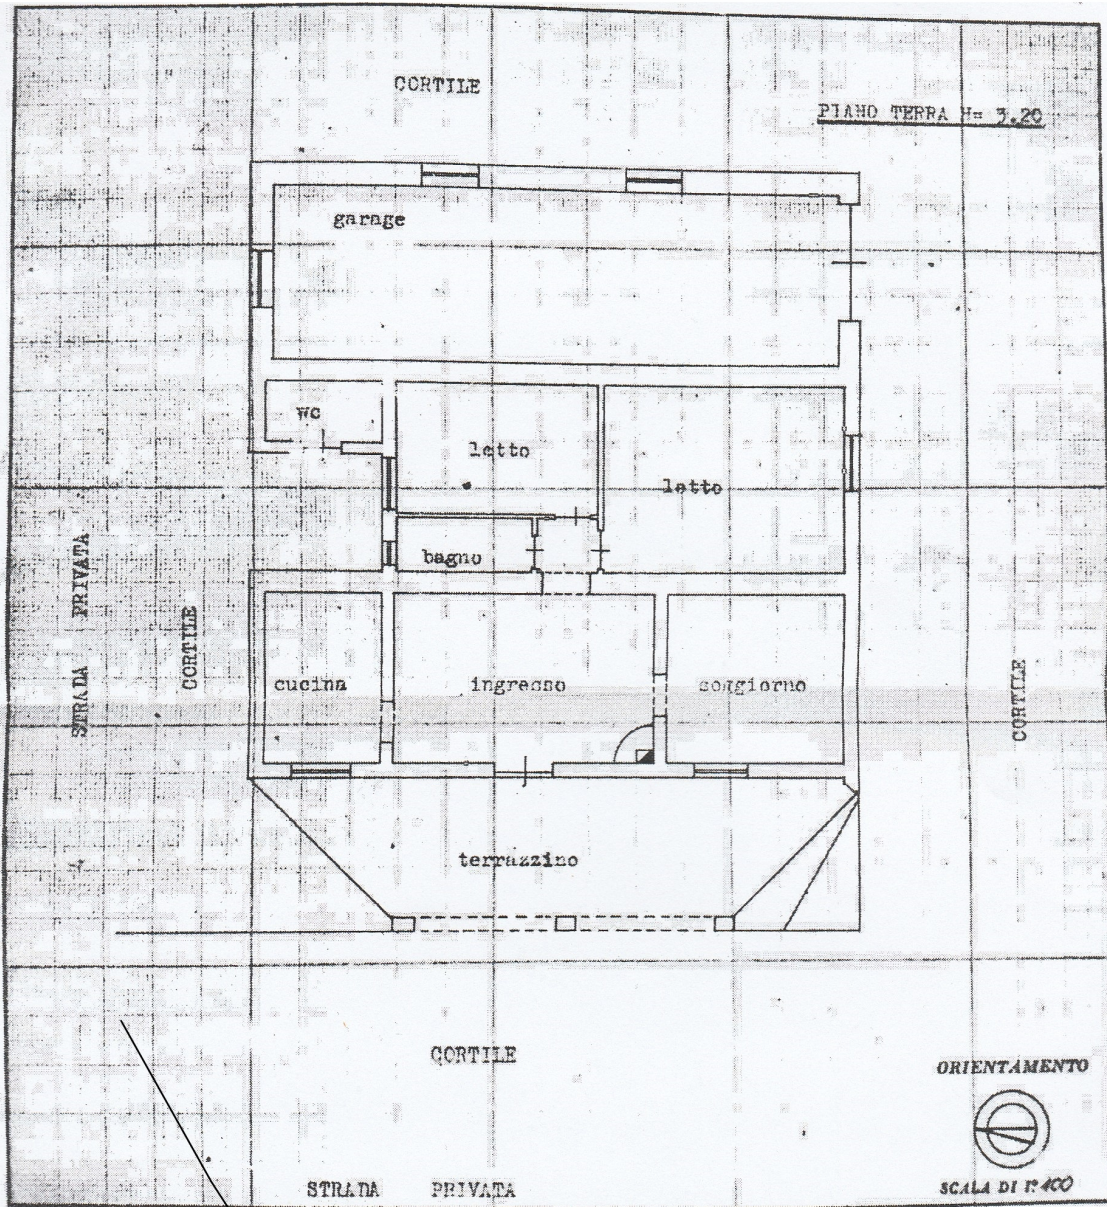 CORTILE
PIANO TERRA H= 3.20
garage
wc
letto
letto
bagno
STRADA PRIVATA
CORTILE
cucina
ingresso
soggiorno
CORTILE
terrazzino
CORTILE
ORIENTAMENTO
SCALA DI 1:400
STRADA PRIVATA